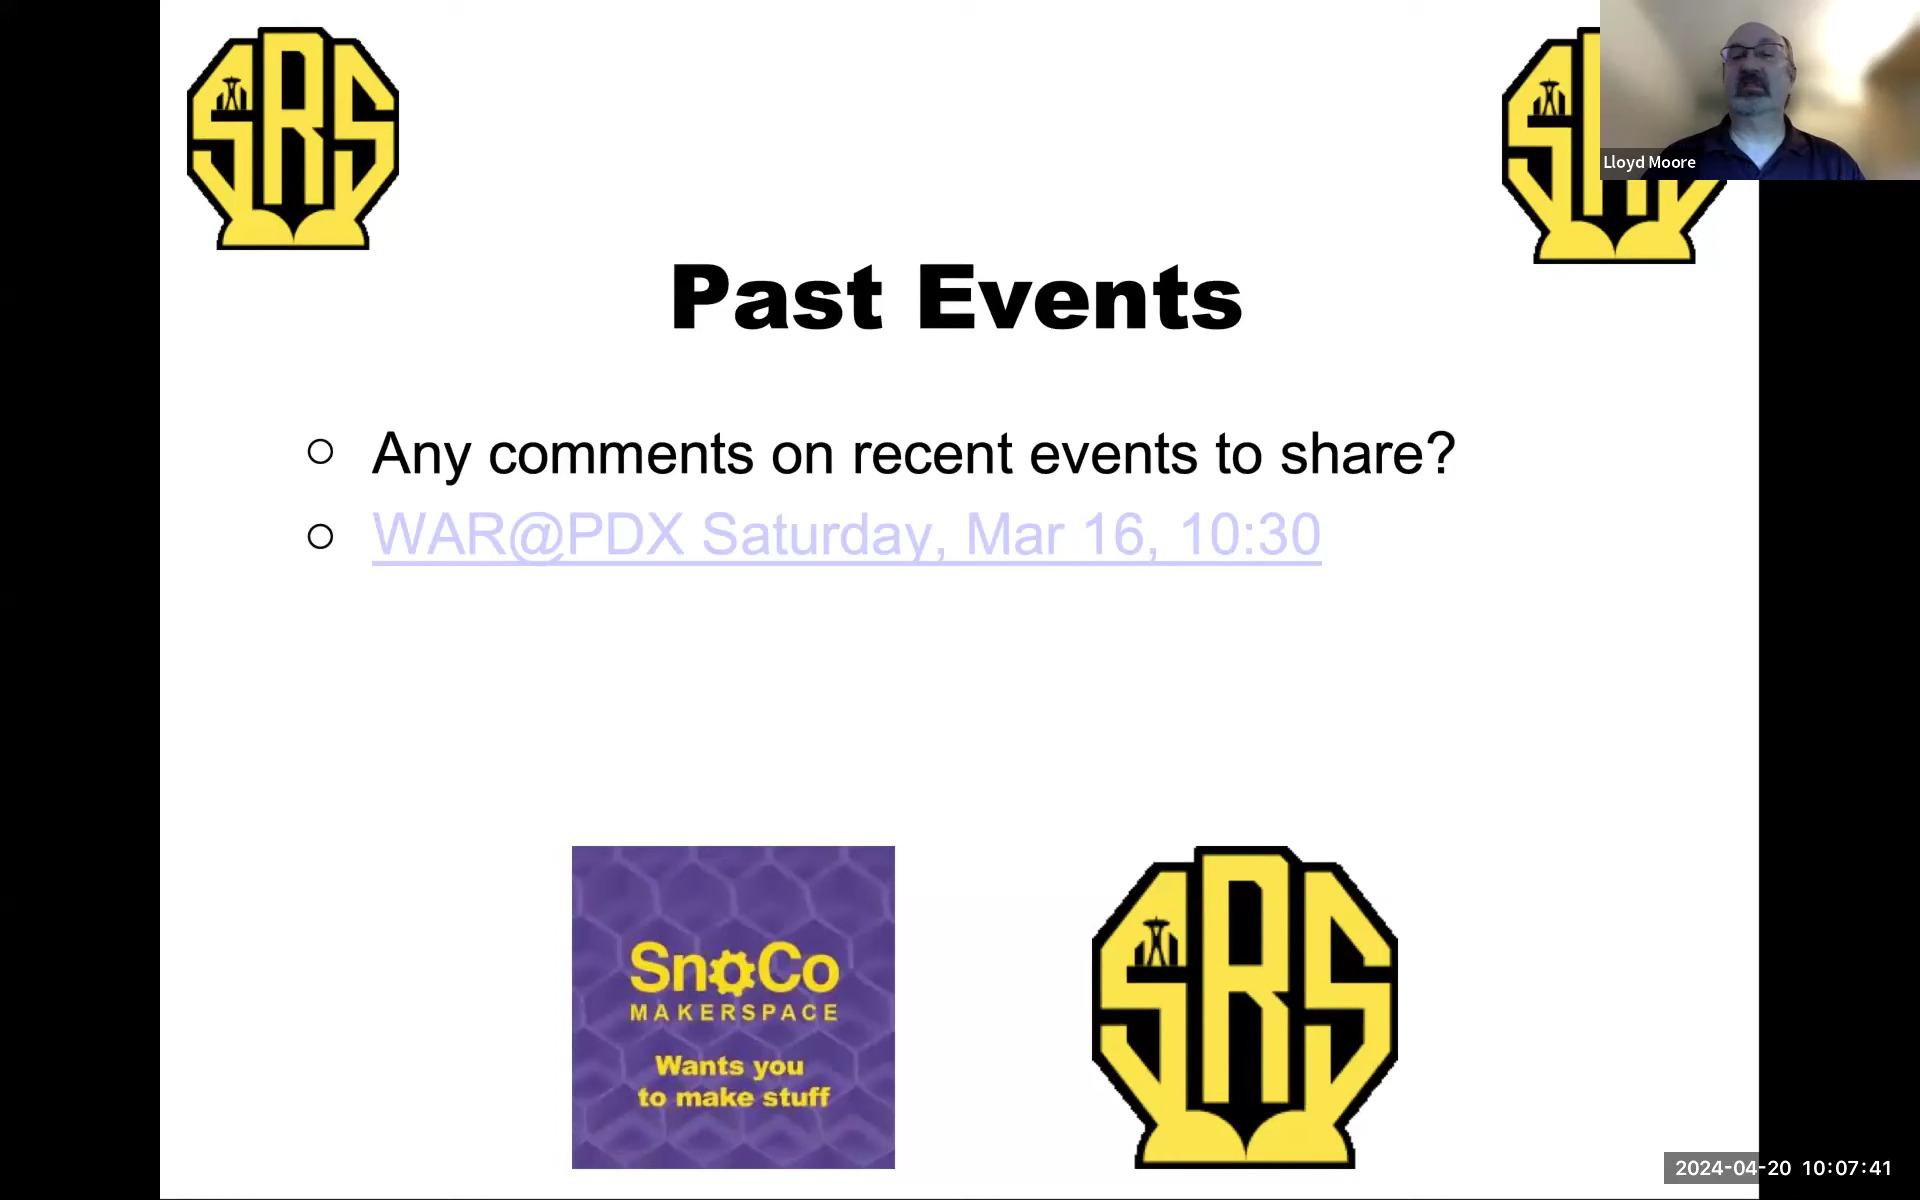 SRS
Lloyd Moore
Past Events
Any comments on recent events to share?
WAR@PDX Saturday, Mar 16, 10:30
SnoCo
MAKERSPACE
Wants you
to make stuff
SRS
2024-04-20 10:07:41